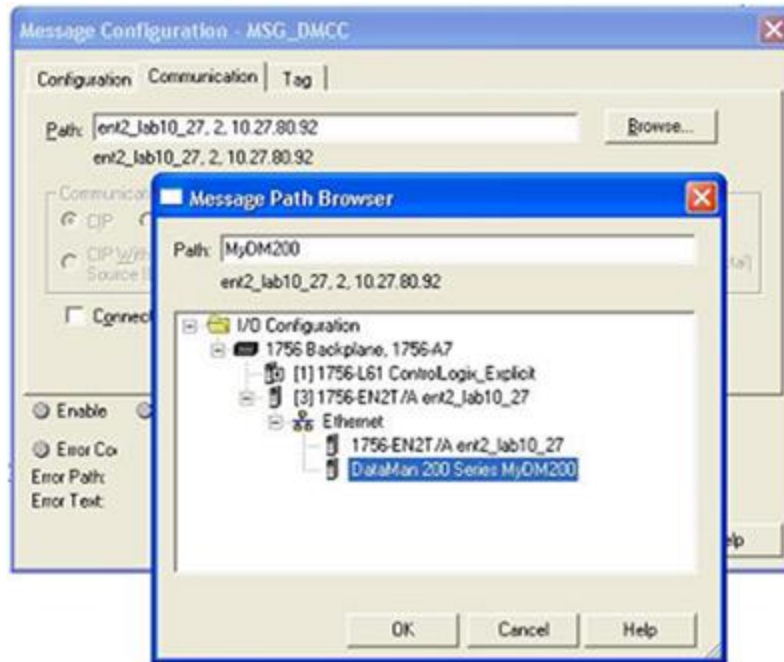 Message Configuration - MSG_DMCC
Configuration Communication Tag
Path: ent2_lab10_27, 2, 10.27.80.92 Browse...
ent2_lab10_27, 2, 10.27.80.92
CIP
CIP
Source
Enable
Error
Error Path:
Error Text:
Message Path Browser
Path: MyDM200
ent2_lab10_27, 2, 10.27.80.92
I/O Configuration
1756 Backplane, 1756-A7
[1] 1756-L61 ControlLogix_Explicit
[3] 1756-EN2T/A ent2_lab10_27
Ethernet
1756-EN2T/A ent2_lab10_27
DataMan 200 Series MyDM200
OK Cancel Help